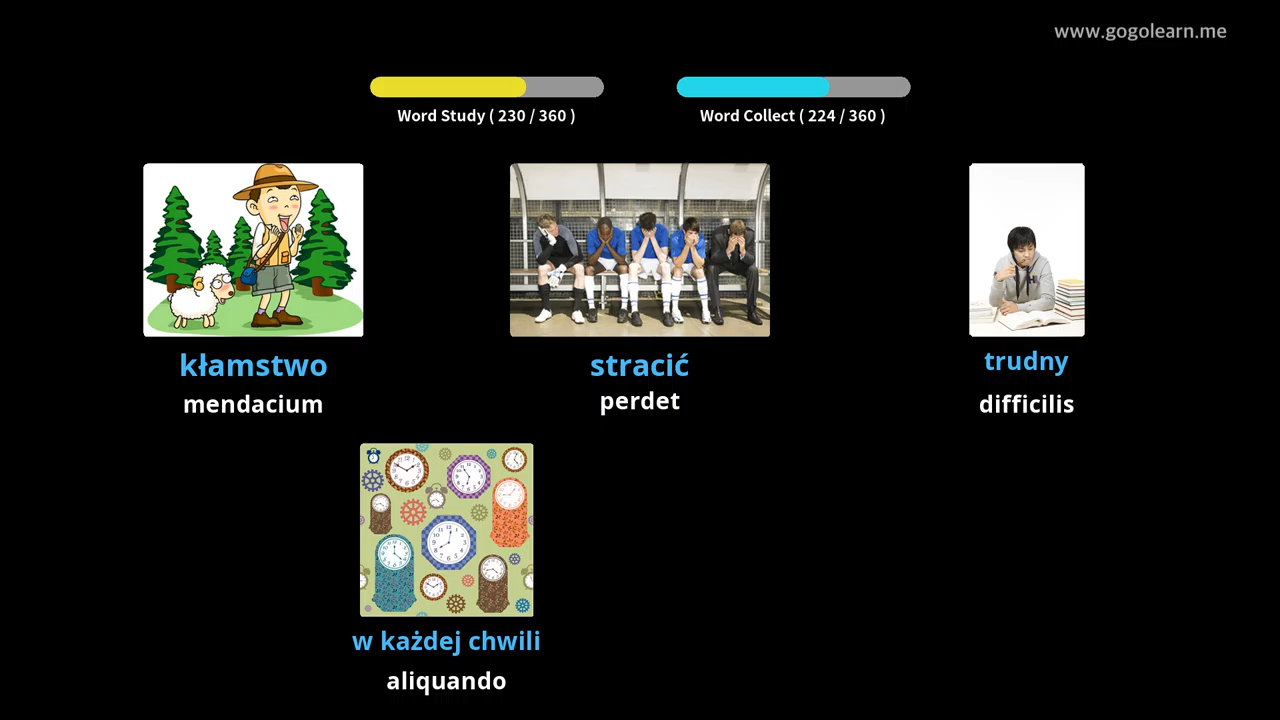 www.gogolearn.me
Word Study ( 230 / 360 )
Word Collect ( 224 / 360 )
kłamstwo
mendacium
stracić
perdet
trudny
difficilis
w każdej chwili
aliquando